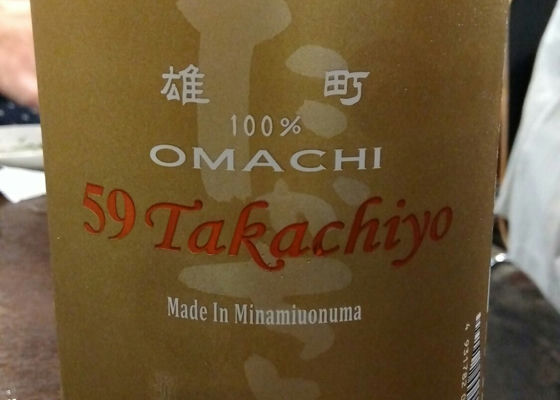 雄町
100%
OMACHI
59 Takachiyo
Made In Minamiuonuma